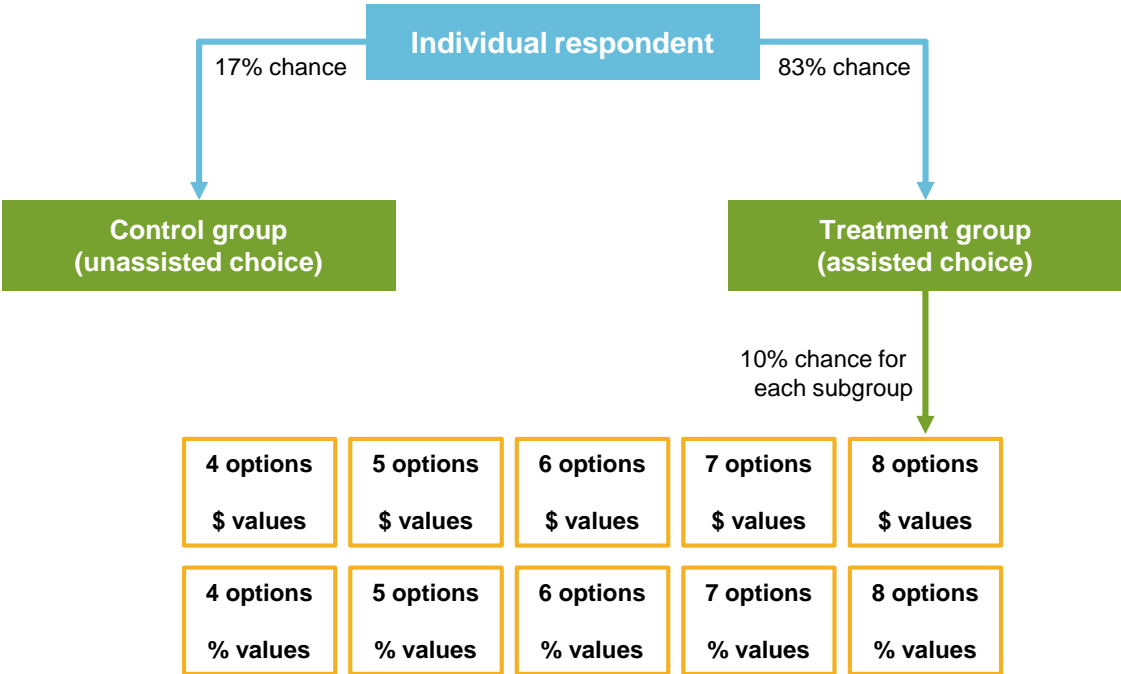 Individual respondent
17% chance
83% chance
Control group
(unassisted choice)
Treatment group
(assisted choice)
10% chance for
each subgroup
4 options
$ values
5 options
$ values
6 options
$ values
7 options
$ values
8 options
$ values
4 options
% values
5 options
% values
6 options
% values
7 options
% values
8 options
% values